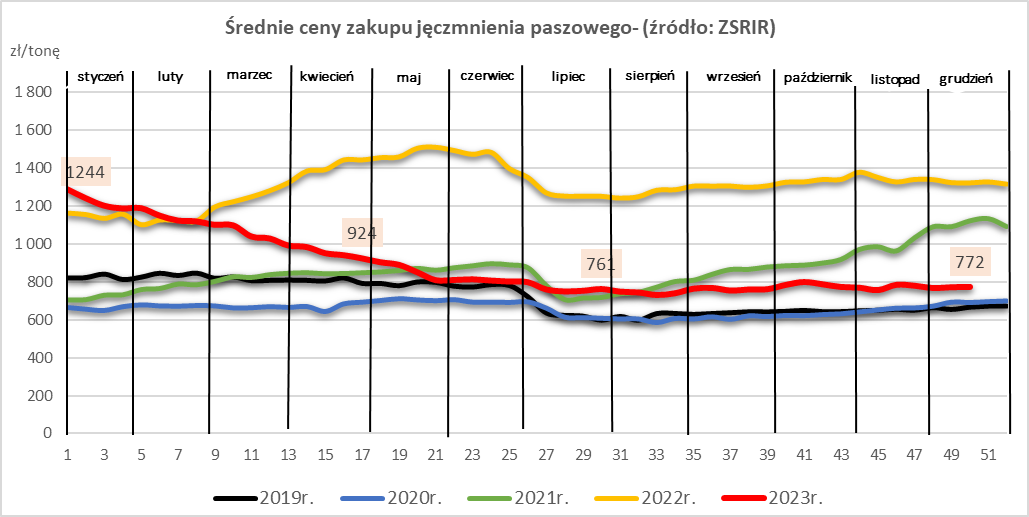 Średnie ceny zakupu jęczmnienia paszowego- (źródło: ZSRIR)
zł/tonę
styczeń luty marzec kwiecień maj czerwiec lipiec sierpień wrzesień październik listopad grudzień
1 800
1 600
1 400
1 200
1 000
800
600
400
200
0
1244
924
761
772
1 3 5 7 9 11 13 15 17 19 21 23 25 27 29 31 33 35 37 39 41 43 45 47 49 51
2019r. 2020r. 2021r. 2022r. 2023r.